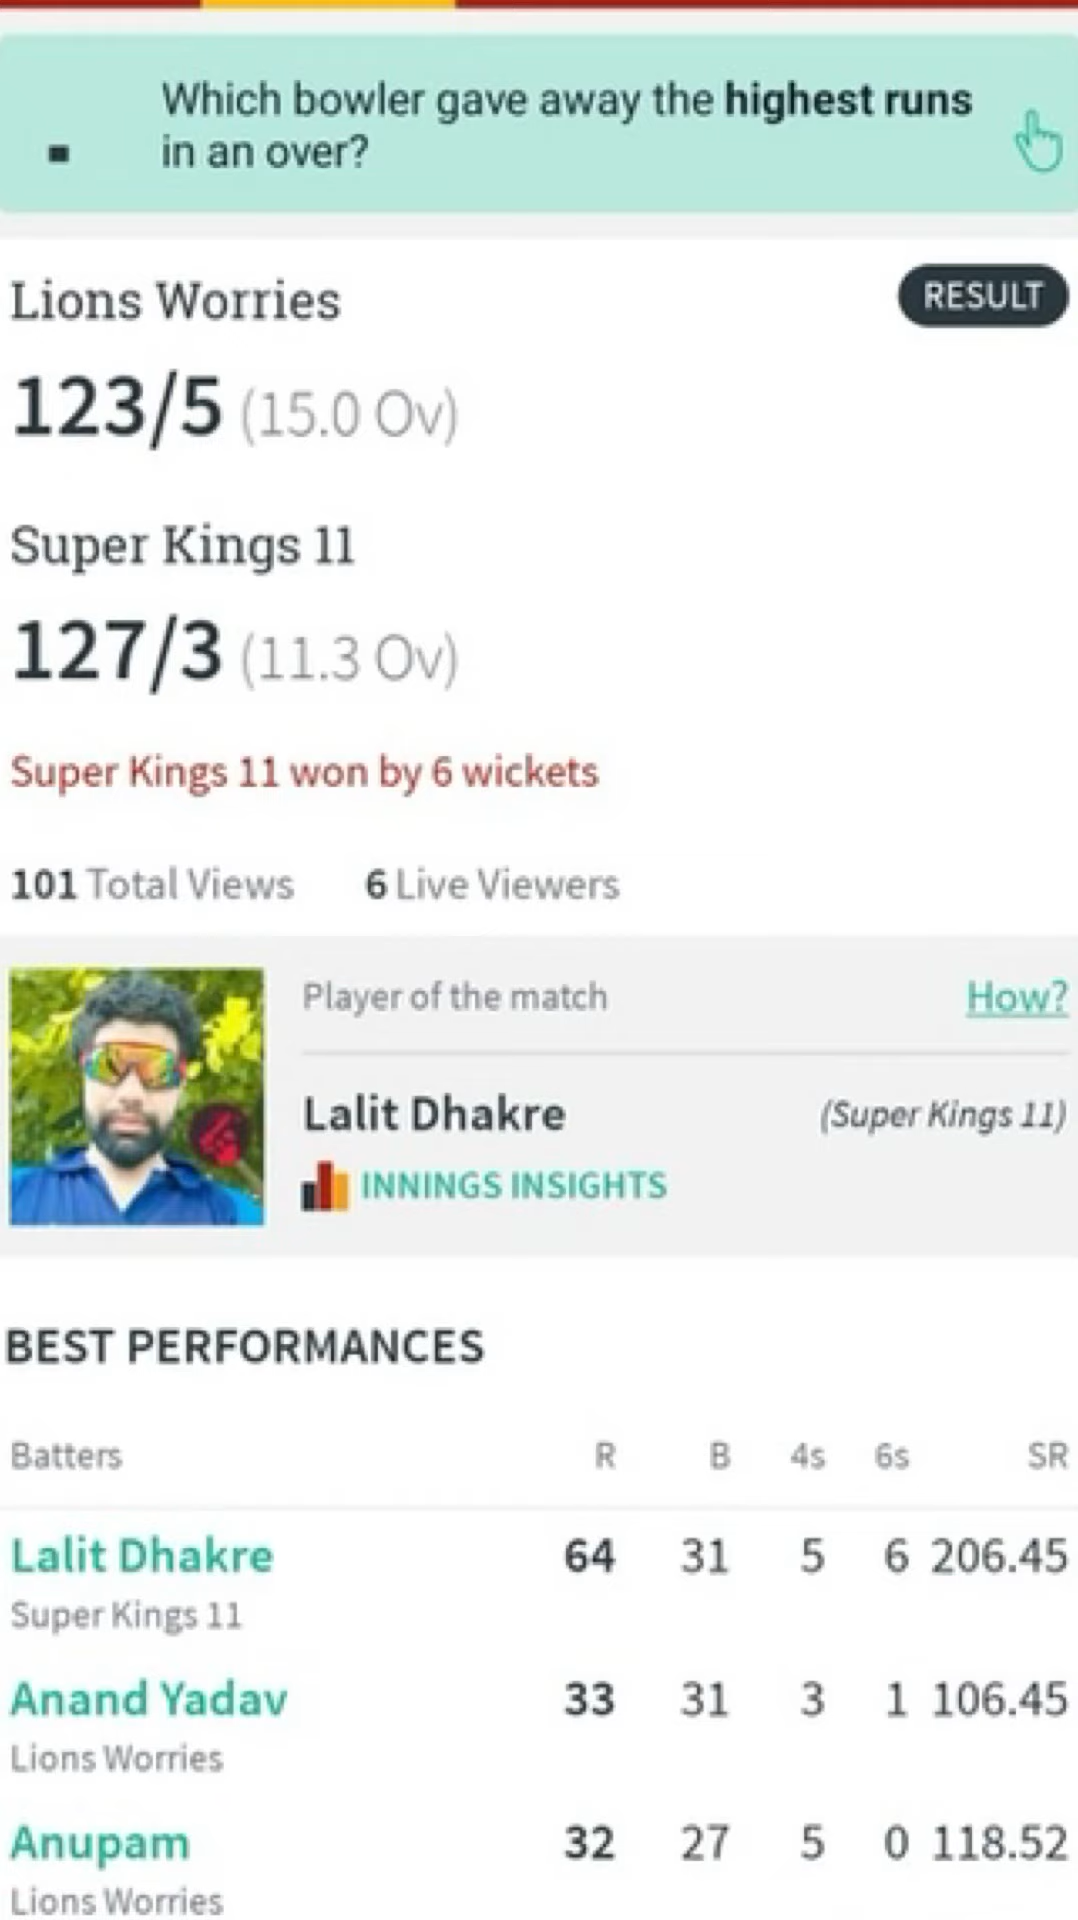 Which bowler gave away the highest runs
in an over?
Lions Worries
RESULT
123/5 (15.0 Ov)
Super Kings 11
127/3 (11.3 Ov)
Super Kings 11 won by 6 wickets
101 Total Views 6 Live Viewers
Player of the match How?
Lalit Dhakre (Super Kings 11)
INNINGS INSIGHTS
BEST PERFORMANCES
Batters R B 4s 6s SR
Lalit Dhakre 64 31 5 6 206.45
Super Kings 11
Anand Yadav 33 31 3 1 106.45
Lions Worries
Anupam 32 27 5 0 118.52
Lions Worries